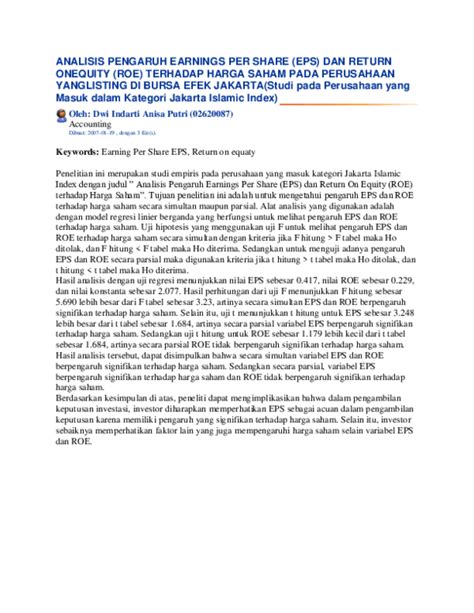 ANALISIS PENGARUH EARNINGS PER SHARE (EPS) DAN RETURN
ONEQUITY (ROE) TERHADAP HARGA SAHAM PADA PERUSAHAAN
YANGLISTING DI BURSA EFEK JAKARTA(Studi pada Perusahaan yang
Masuk dalam Kategori Jakarta Islamic Index)
Oleh: Dwi Indarti Anisa Putri (02620087)
Accounting
Dibuat: 2007-01-19 , dengan 3 file(s).
Keywords: Earning Per Share EPS, Return on equaty
Penelitian ini merupakan studi empiris pada perusahaan yang masuk kategori Jakarta Islamic
Index dengan judul " Analisis Pengaruh Earnings Per Share (EPS) dan Return On Equity (ROE)
terhadap Harga Saham". Tujuan penelitian ini adalah untuk mengetahui pengaruh EPS dan ROE
terhadap harga saham secara simultan maupun parsial. Alat analisis yang digunakan adalah
dengan model regresi linier berganda yang berfungsi untuk melihat pengaruh EPS dan ROE
terhadap harga saham. Uji hipotesis yang menggunakan uji F untuk melihat pengaruh EPS dan
ROE terhadap harga saham secara simultan dengan kriteria jika F hitung > F tabel maka Ho
ditolak, dan F hitung < F tabel maka Ho diterima. Sedangkan untuk menguji adanya pengaruh
EPS dan ROE secara parsial maka digunakan kriteria jika t hitung > t tabel maka Ho ditolak, dan
t hitung < t tabel maka Ho diterima.
Hasil analisis dengan uji regresi menunjukkan nilai EPS sebesar 0.417, nilai ROE sebesar 0.229,
dan nilai konstanta sebesar 2.077. Hasil perhitungan dari uji F menunjukkan F hitung sebesar
5.690 lebih besar dari F tabel sebesar 3.23, artinya secara simultan EPS dan ROE berpengaruh
signifikan terhadap harga saham. Selain itu, uji t menunjukkan t hitung untuk EPS sebesar 3.248
lebih besar dari t tabel sebesar 1.684, artinya secara parsial variabel EPS berpengaruh signifikan
terhadap harga saham. Sedangkan uji t hitung untuk ROE sebesar 1.179 lebih kecil dari t tabel
sebesar 1.684, artinya secara parsial ROE tidak berpengaruh signifikan terhadap harga saham.
Hasil analisis tersebut, dapat disimpulkan bahwa secara simultan variabel EPS dan ROE
berpengaruh signifikan terhadap harga saham. Sedangkan secara parsial, variabel EPS
berpengaruh signifikan terhadap harga saham dan ROE tidak berpengaruh signifikan terhadap
harga saham.
Berdasarkan kesimpulan di atas, peneliti dapat mengimplikasikan bahwa dalam pengambilan
keputusan investasi, investor diharapkan memperhatikan EPS sebagai acuan dalam pengambilan
keputusan karena memiliki pengaruh yang signifikan terhadap harga saham. Selain itu, investor
sebaiknya memperhatikan faktor lain yang juga mempengaruhi harga saham selain variabel EPS
dan ROE.